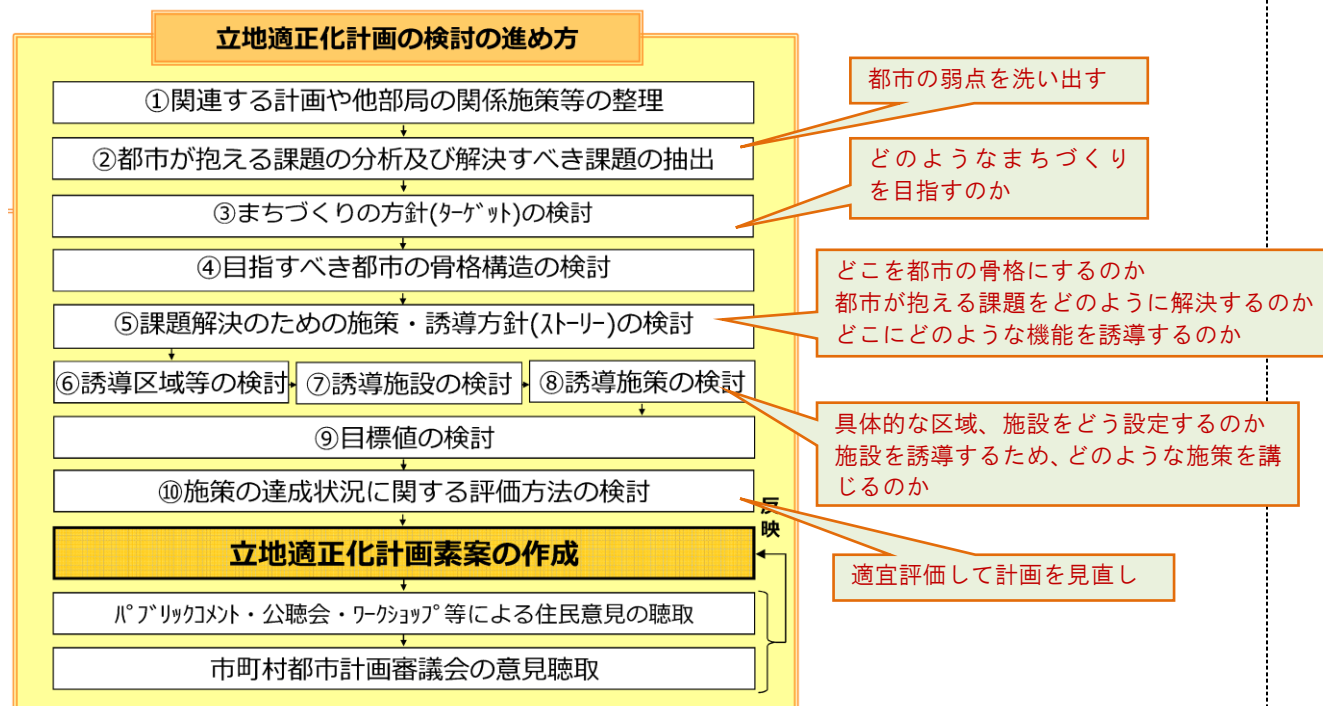 立地適正化計画の検討の進め方
①関連する計画や他部局の関係施策等の整理
②都市が抱える課題の分析及び解決すべき課題の抽出
③まちづくりの方針(ﾀｰｹﾞｯﾄ)の検討
④目指すべき都市の骨格構造の検討
⑤課題解決のための施策・誘導方針(ｽﾄｰﾘｰ)の検討
⑥誘導区域等の検討
⑦誘導施設の検討
⑧誘導施策の検討
⑨目標値の検討
⑩施策の達成状況に関する評価方法の検討
反
映
立地適正化計画素案の作成
ﾊﾟﾌﾞﾘｯｸｺﾒﾝﾄ・公聴会・ﾜｰｸｼｮｯﾌﾟ等による住民意見の聴取
市町村都市計画審議会の意見聴取
都市の弱点を洗い出す
どのようなまちづくり
を目指すのか
どこを都市の骨格にするのか
都市が抱える課題をどのように解決するのか
どこにどのような機能を誘導するのか
具体的な区域、施設をどう設定するのか
施設を誘導するため、どのような施策を講
じるのか
適宜評価して計画を見直し